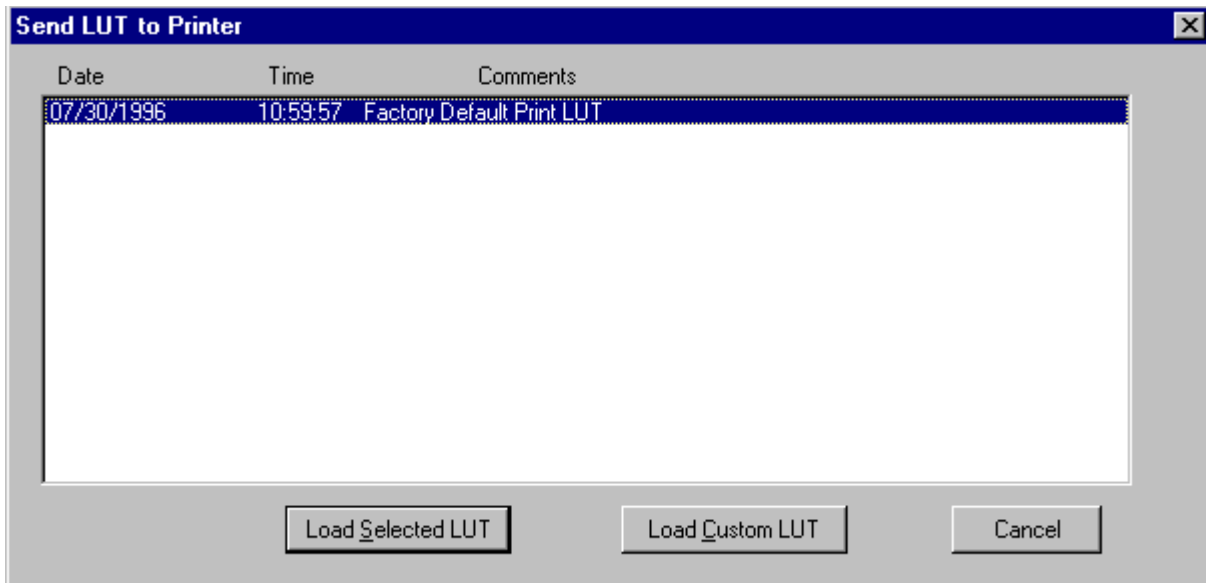 Send LUT to Printer
Date Time Comments
07/30/1996 10:59:57 Factory Default Print LUT
Load Selected LUT Load Custom LUT Cancel